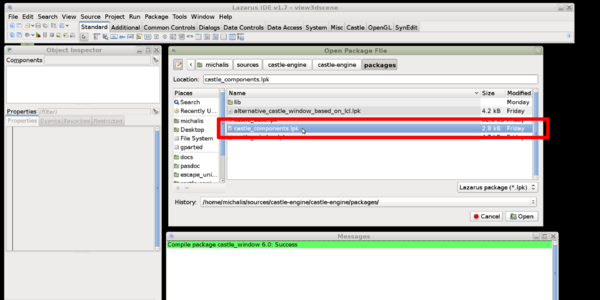 Lazarus IDE v1.7 - view3dscene
File Edit Search View Source Project Run Package Tools Window Help
Standard Additional Common Controls Dialogs Data Controls Data Access System Misc Castle OpenGL SynEdit
Object Inspector
Components
Properties (filter)
Properties Events Favorites Restricted
Open Package File
michalis sources castle-engine castle-engine packages
Location: castle_components.lpk
Places Name Size Modified
Search lib Monday
Recently U... alternative_castle_window_based_on_lcl.lpk 4.2 kB Friday
michalis
Desktop castle_components.lpk 2.8 kB Friday
File System
gparted
docs
pasdoc
escape_uni...
Lazarus package (*.lpk)
History: /home/michalis/sources/castle-engine/castle-engine/packages/
Cancel Open
Messages
Compile package castle_window 6.0: Success